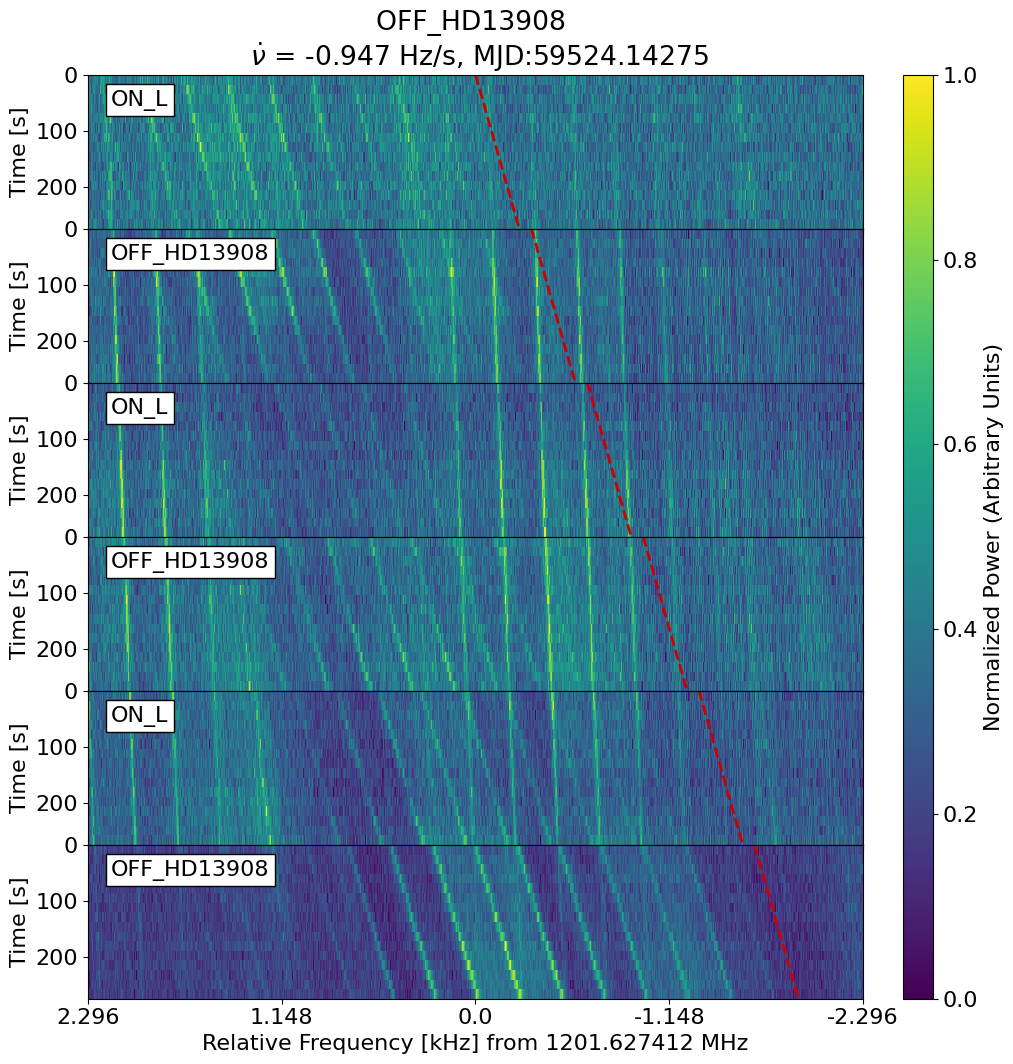 OFF_HD13908
ν̇ = -0.947 Hz/s, MJD:59524.14275
0
ON_L
100
200
Time [s]
0
OFF_HD13908
100
200
Time [s]
0
ON_L
100
200
Time [s]
0
OFF_HD13908
100
200
Time [s]
0
ON_L
100
200
Time [s]
0
OFF_HD13908
100
200
Time [s]
2.296 1.148 0.0 -1.148 -2.296
Relative Frequency [kHz] from 1201.627412 MHz
1.0
0.8
0.6
0.4
0.2
0.0
Normalized Power (Arbitrary Units)